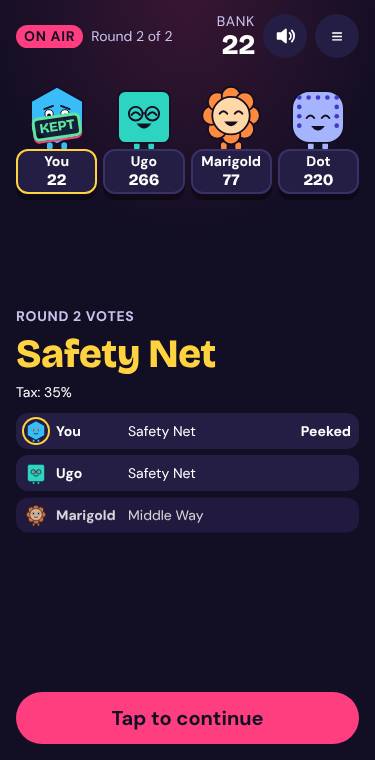 ON AIR Round 2 of 2
BANK
22
KEPT
You
22
Ugo
266
Marigold
77
Dot
220
ROUND 2 VOTES
Safety Net
Tax: 35%
You Safety Net Peeked
Ugo Safety Net
Marigold Middle Way
Tap to continue